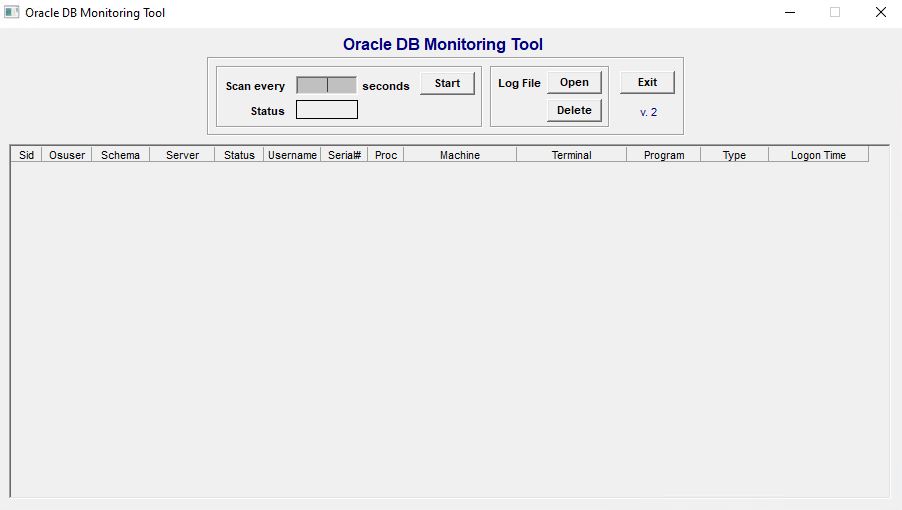 Oracle DB Monitoring Tool
Oracle DB Monitoring Tool
Scan every seconds Start
Status
Log File Open
Delete
Exit
v. 2
Sid Osuser Schema Server Status Username Serial# Proc Machine Terminal Program Type Logon Time